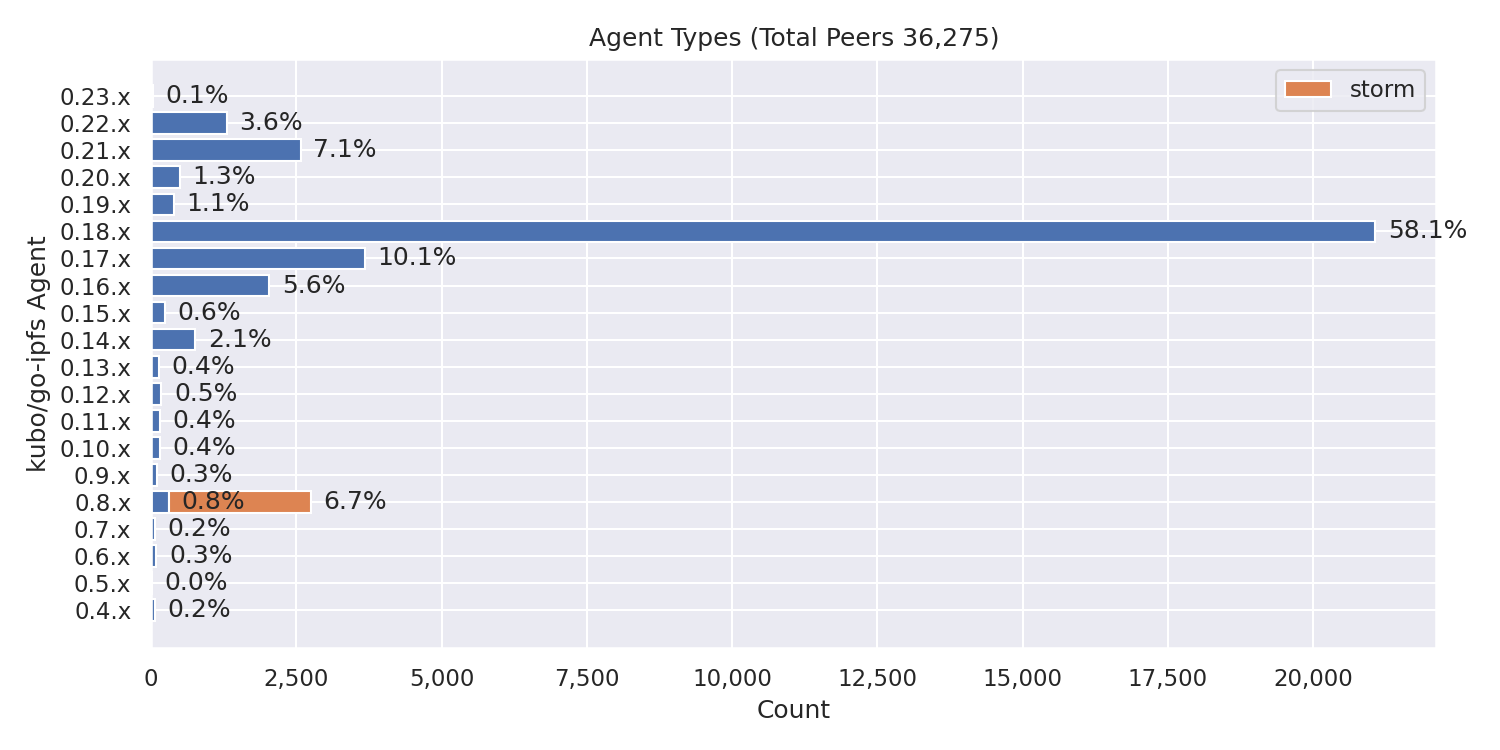 Agent Types (Total Peers 36,275)
storm
kubo/go-ipfs Agent
0.23.x 0.1%
0.22.x 3.6%
0.21.x 7.1%
0.20.x 1.3%
0.19.x 1.1%
0.18.x 58.1%
0.17.x 10.1%
0.16.x 5.6%
0.15.x 0.6%
0.14.x 2.1%
0.13.x 0.4%
0.12.x 0.5%
0.11.x 0.4%
0.10.x 0.4%
0.9.x 0.3%
0.8.x 0.8% 6.7%
0.7.x 0.2%
0.6.x 0.3%
0.5.x 0.0%
0.4.x 0.2%
0 2,500 5,000 7,500 10,000 12,500 15,000 17,500 20,000
Count